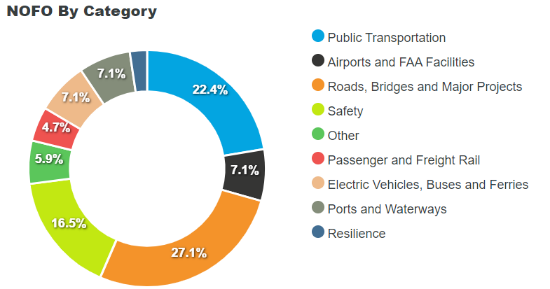 NOFO By Category
22.4%
7.1%
27.1%
16.5%
5.9%
4.7%
7.1%
7.1%
Public Transportation
Airports and FAA Facilities
Roads, Bridges and Major Projects
Safety
Other
Passenger and Freight Rail
Electric Vehicles, Buses and Ferries
Ports and Waterways
Resilience